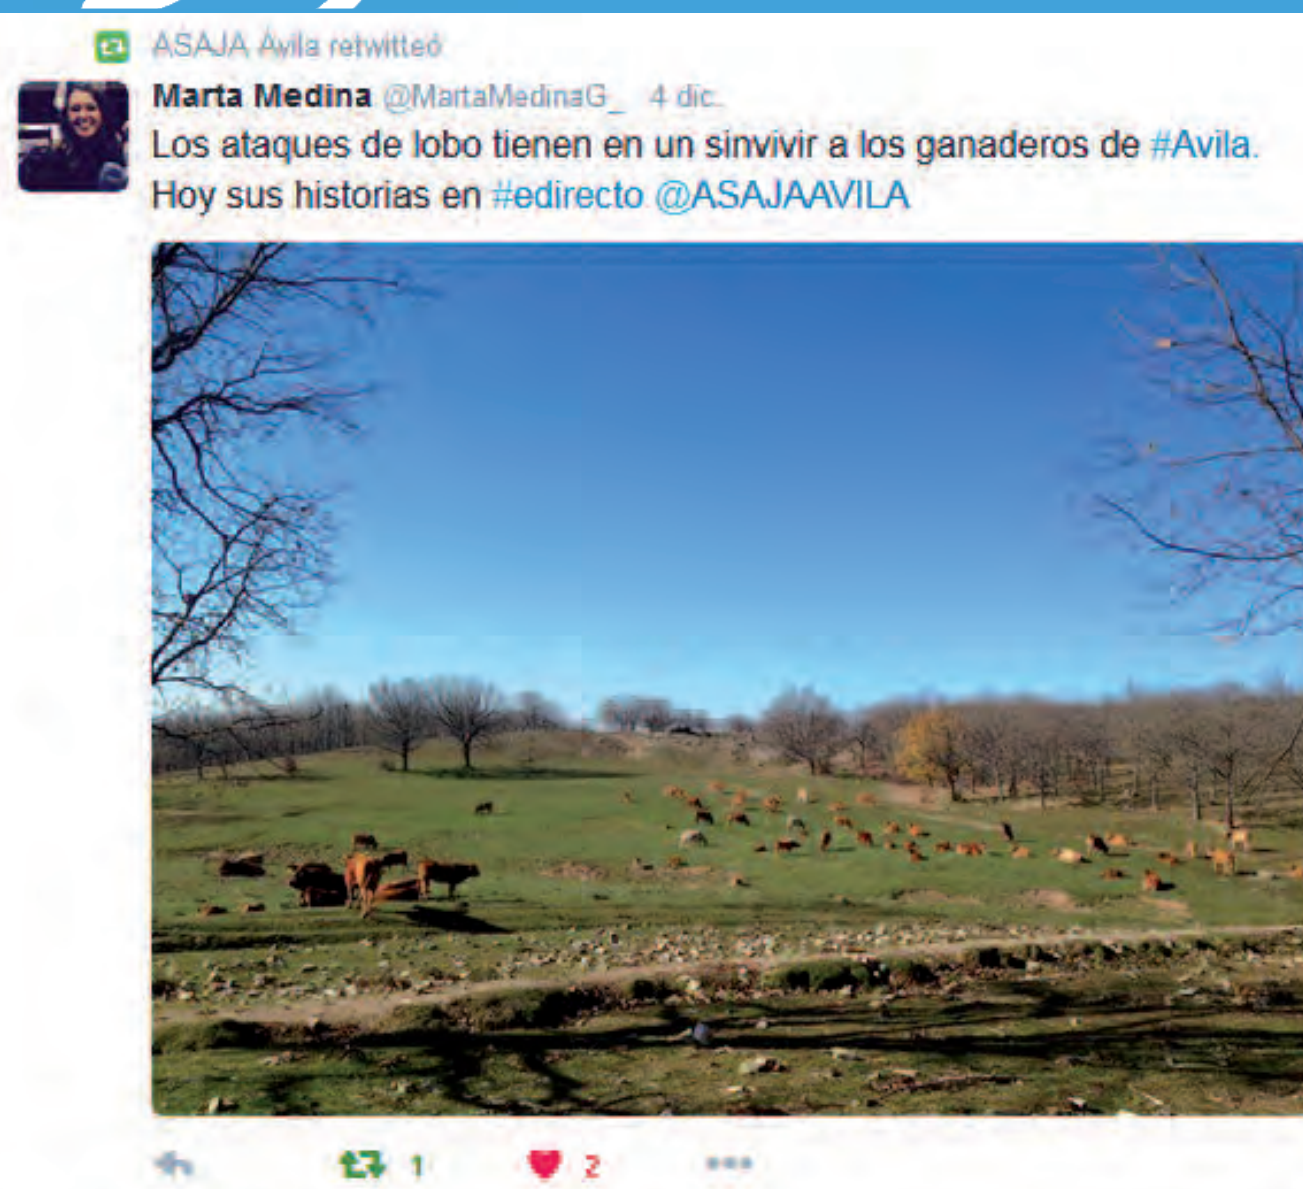 ASAJA Ávila retwitteó
Marta Medina @MartaMedinaG_ 4 dic.
Los ataques de lobo tienen en un sinvivir a los ganaderos de #Avila.
Hoy sus historias en #edirecto @ASAJAAVILA
1 2